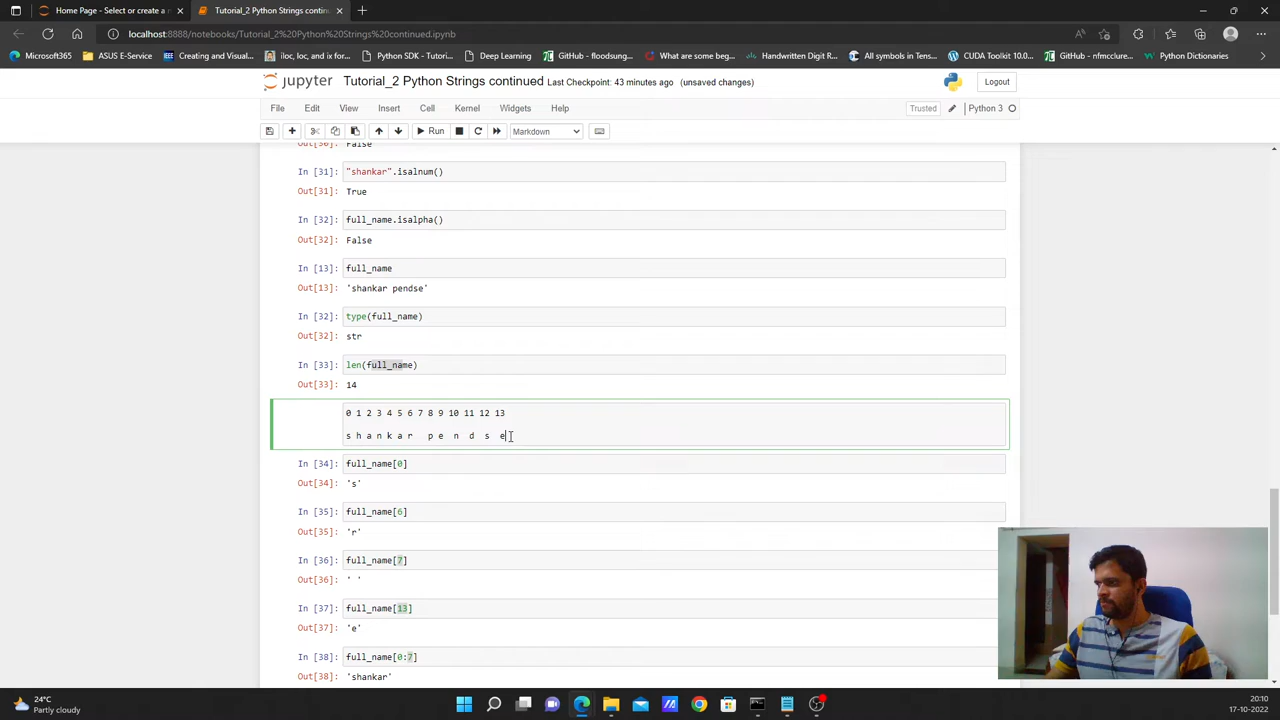 Home Page - Select or create a n
Tutorial_2 Python Strings continu
localhost:8888/notebooks/Tutorial_2%20Python%20Strings%20continued.ipynb
Microsoft365
ASUS E-Service
Creating and Visual...
iloc, loc, and ix for...
Python SDK - Tutori...
Deep Learning
GitHub - floodsung...
What are some beg...
Handwritten Digit R...
All symbols in Tens...
CUDA Toolkit 10.0...
GitHub - nfmcclure...
Python Dictionaries
jupyter Tutorial_2 Python Strings continued Last Checkpoint: 43 minutes ago (unsaved changes)
Logout
File Edit View Insert Cell Kernel Widgets Help
Trusted
Python 3
Run
Markdown
Out[30]: False
In [31]: "shankar".isalnum()
Out[31]: True
In [32]: full_name.isalpha()
Out[32]: False
In [13]: full_name
Out[13]: 'shankar pendse'
In [32]: type(full_name)
Out[32]: str
In [33]: len(full_name)
Out[33]: 14
0 1 2 3 4 5 6 7 8 9 10 11 12 13
s h a n k a r   p e  n  d  s  e
In [34]: full_name[0]
Out[34]: 's'
In [35]: full_name[6]
Out[35]: 'r'
In [36]: full_name[7]
Out[36]: ' '
In [37]: full_name[13]
Out[37]: 'e'
In [38]: full_name[0:7]
Out[38]: 'shankar'
24°C
Partly cloudy
20:10
17-10-2022